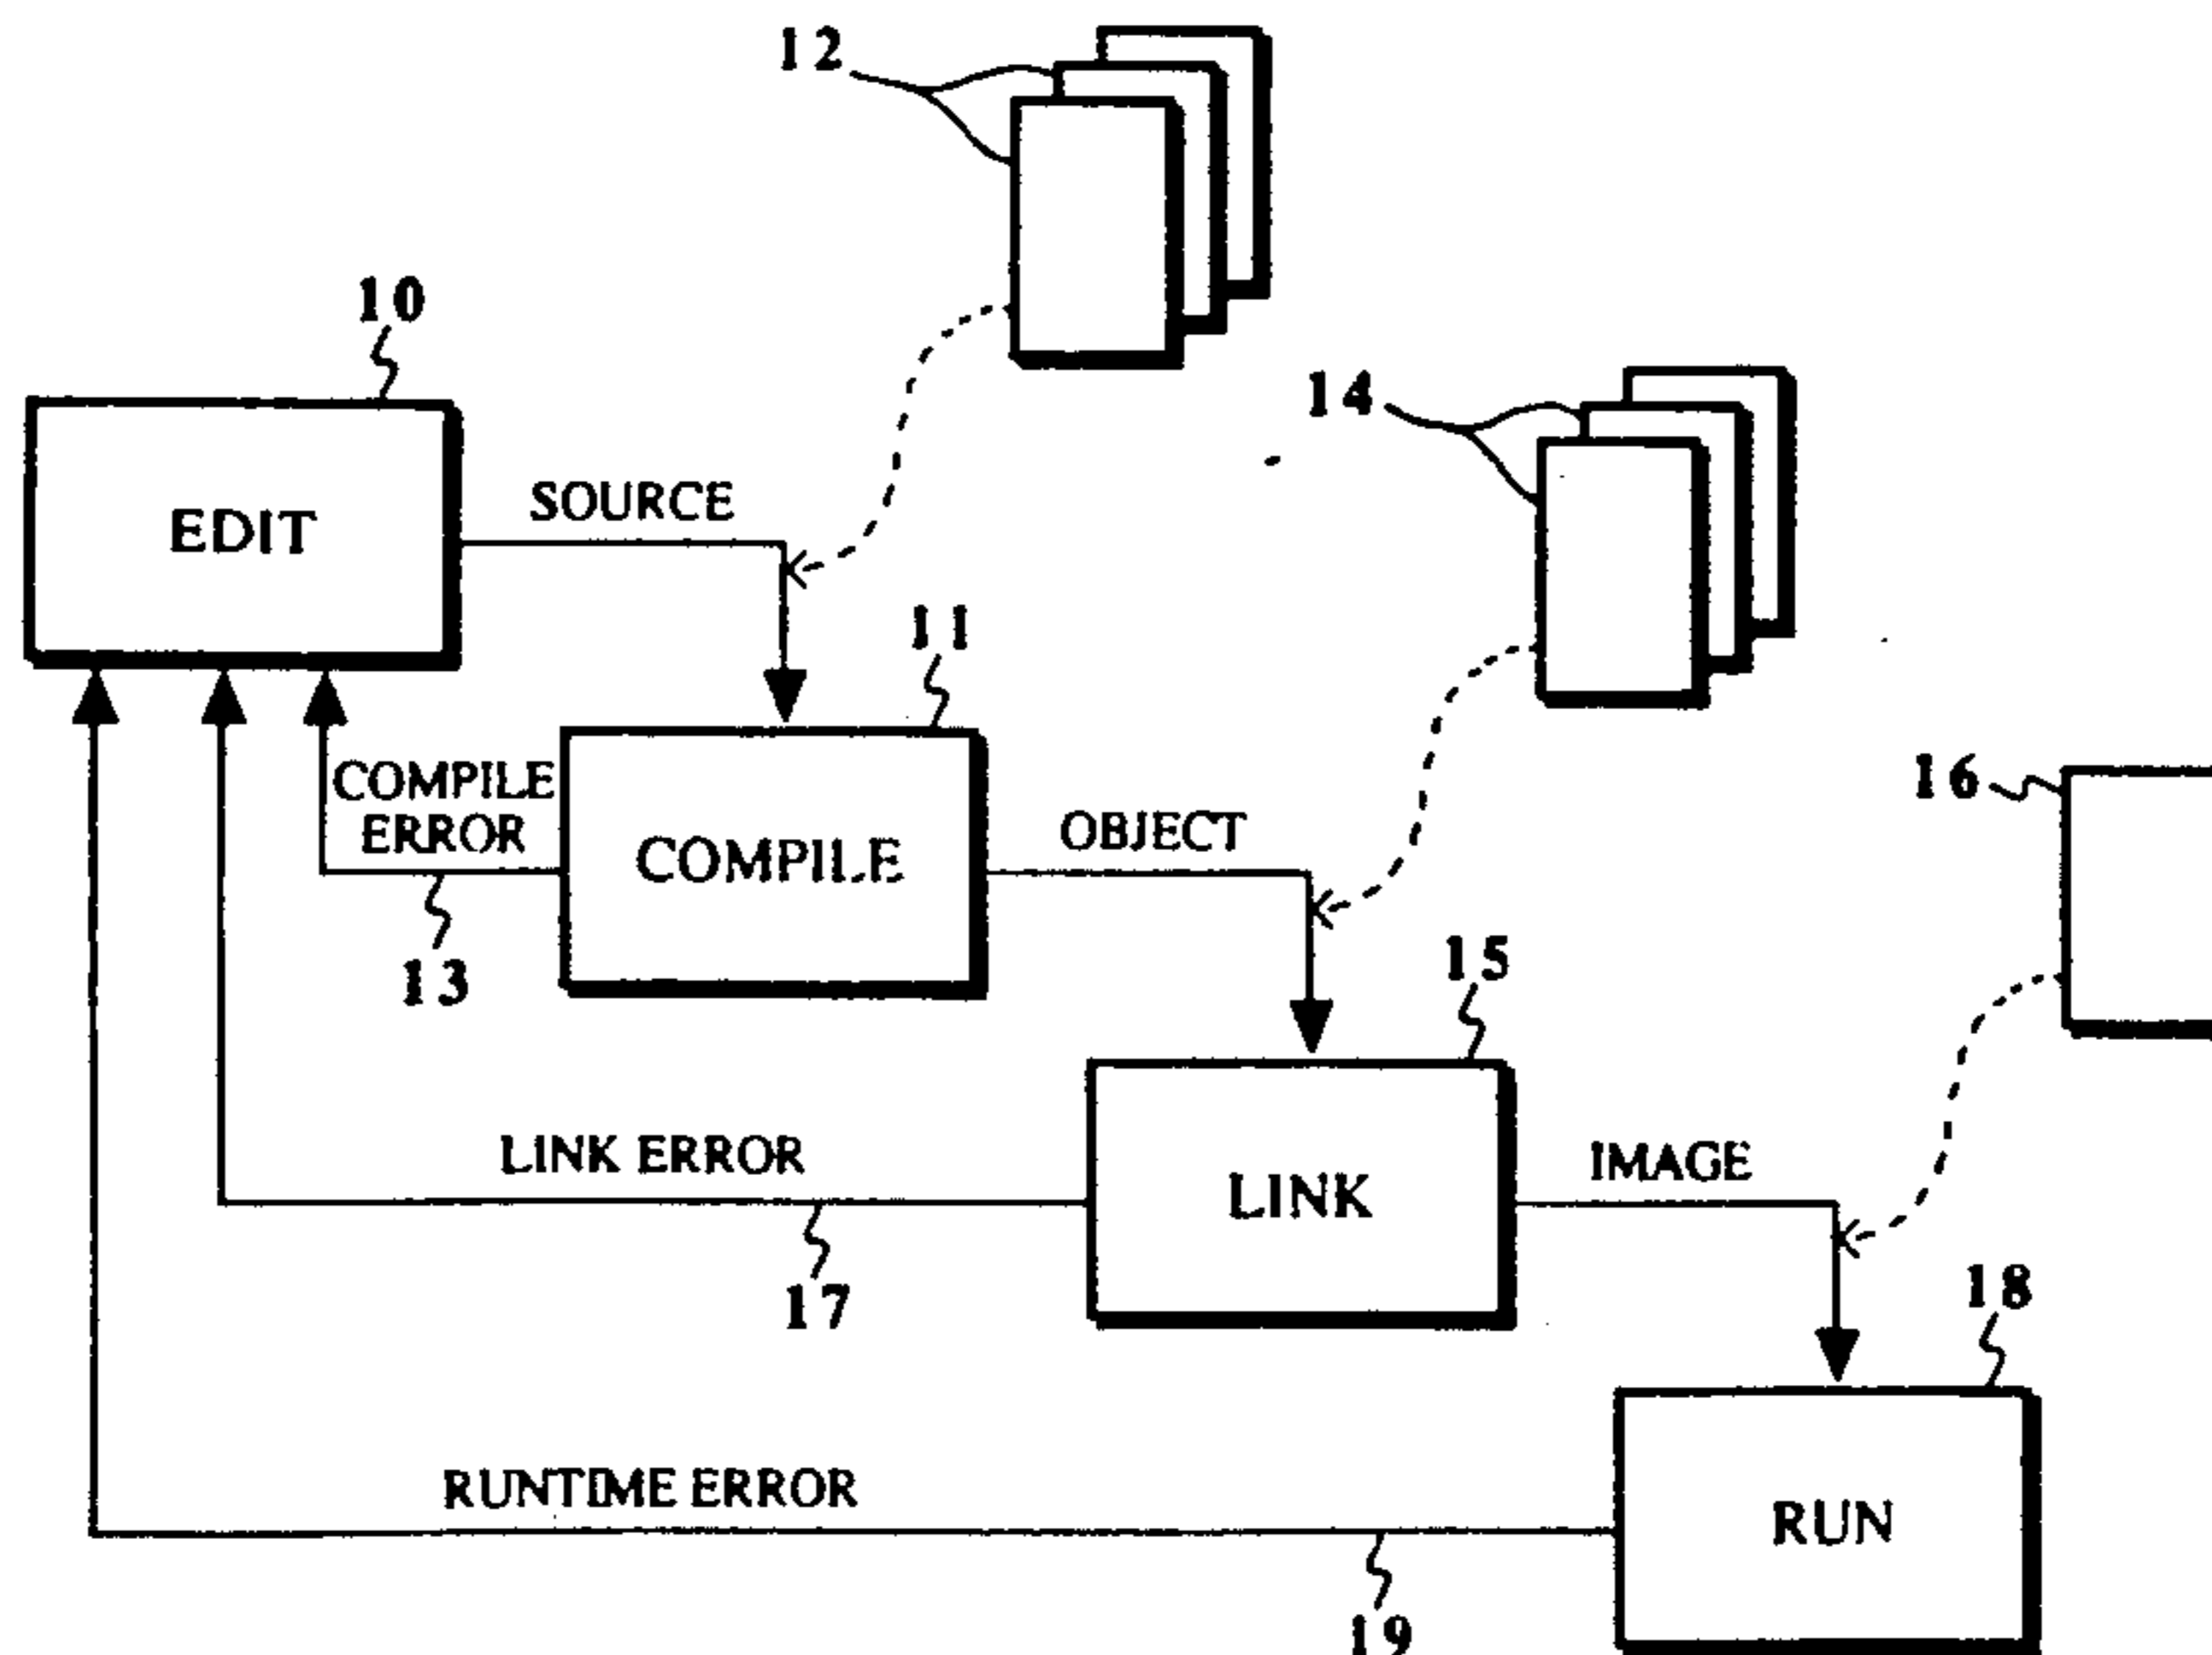 12
10
14
EDIT
SOURCE
11
COMPILE
ERROR
16
COMPILE
OBJECT
13
15
LINK ERROR
LINK
IMAGE
17
18
RUNTIME ERROR
RUN
19